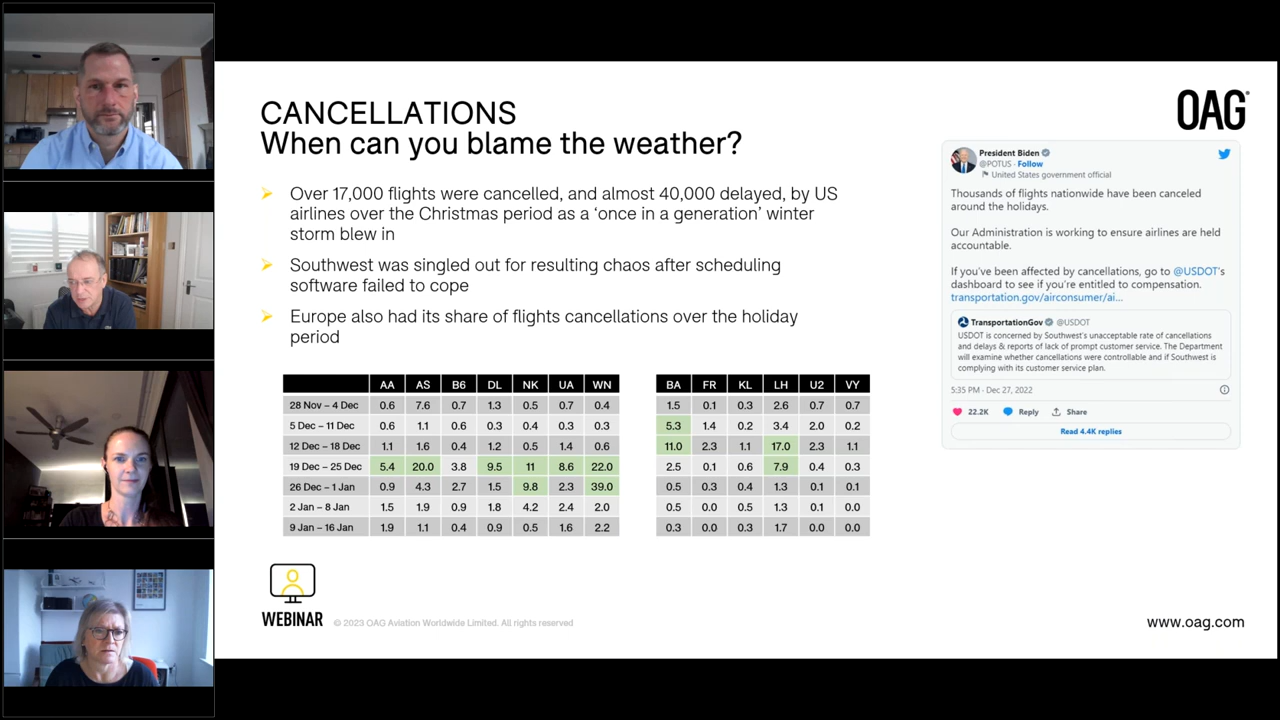 CANCELLATIONS
When can you blame the weather?
OAG
Over 17,000 flights were cancelled, and almost 40,000 delayed, by US
airlines over the Christmas period as a ‘once in a generation’ winter
storm blew in
Southwest was singled out for resulting chaos after scheduling
software failed to cope
Europe also had its share of flights cancellations over the holiday
period
President Biden
@POTUS · Follow
United States government official
Thousands of flights nationwide have been canceled
around the holidays.
Our Administration is working to ensure airlines are held
accountable.
If you've been affected by cancellations, go to @USDOT's
dashboard to see if you're entitled to compensation.
transportation.gov/airconsumer/ai...
TransportationGov @USDOT
USDOT is concerned by Southwest's unacceptable rate of cancellations
and delays & reports of lack of prompt customer service. The Department
will examine whether cancellations were controllable and if Southwest is
complying with its customer service plan.
5:35 PM · Dec 27, 2022
22.2K Reply Share
Read 4.4K replies
AA AS B6 DL NK UA WN
28 Nov – 4 Dec 0.6 7.6 0.7 1.3 0.5 0.7 0.4
5 Dec – 11 Dec 0.6 1.1 0.6 0.3 0.4 0.3 0.3
12 Dec – 18 Dec 1.1 1.6 0.4 1.2 0.5 1.4 0.6
19 Dec – 25 Dec 5.4 20.0 3.8 9.5 11 8.6 22.0
26 Dec – 1 Jan 0.9 4.3 2.7 1.5 9.8 2.3 39.0
2 Jan – 8 Jan 1.5 1.9 0.9 1.8 4.2 2.4 2.0
9 Jan – 16 Jan 1.9 1.1 0.4 0.9 0.5 1.6 2.2
BA FR KL LH U2 VY
1.5 0.1 0.3 2.6 0.7 0.7
5.3 1.4 0.2 3.4 2.0 0.2
11.0 2.3 1.1 17.0 2.3 1.1
2.5 0.1 0.6 7.9 0.4 0.3
0.5 0.3 0.4 1.3 0.1 0.1
0.5 0.0 0.5 1.3 0.1 0.0
0.3 0.0 0.3 1.7 0.0 0.0
WEBINAR
© 2023 OAG Aviation Worldwide Limited. All rights reserved
www.oag.com